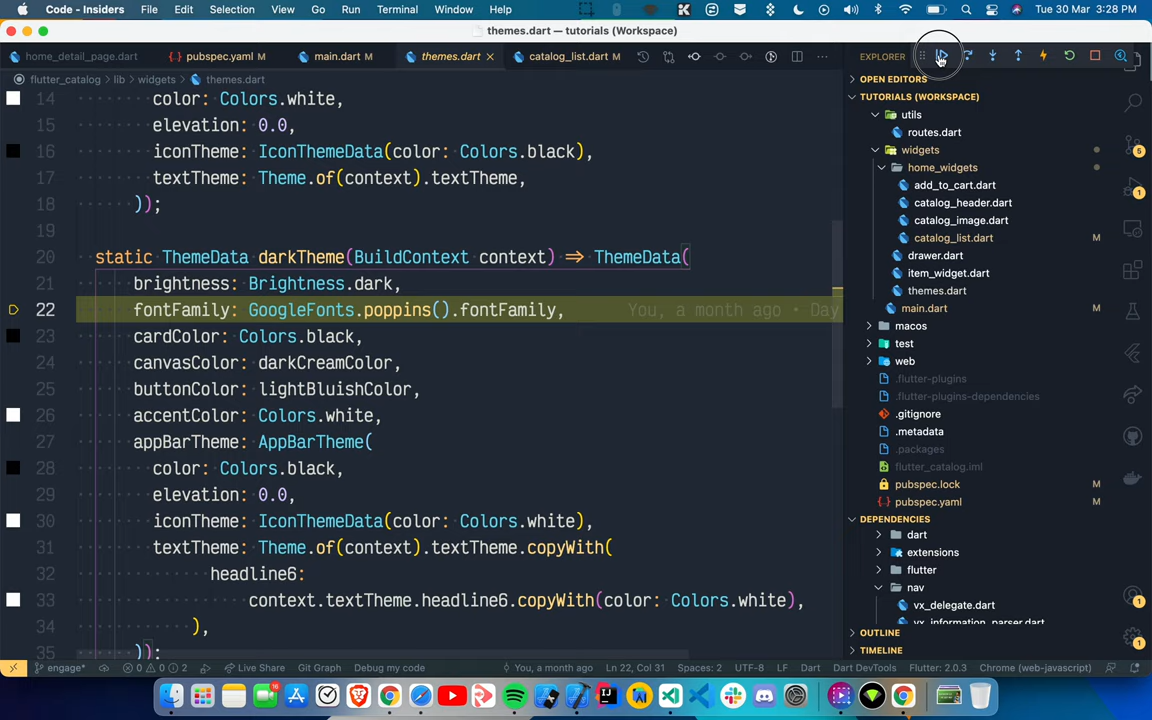 Code - Insiders File Edit Selection View Go Run Terminal Window Help Tue 30 Mar 3:28 PM
themes.dart — tutorials (Workspace)
home_detail_page.dart pubspec.yaml M main.dart M themes.dart catalog_list.dart M
flutter_catalog › lib › widgets › themes.dart
14 color: Colors.white,
15 elevation: 0.0,
16 iconTheme: IconThemeData(color: Colors.black),
17 textTheme: Theme.of(context).textTheme,
18 ));
19
20 static ThemeData darkTheme(BuildContext context) => ThemeData(
21 brightness: Brightness.dark,
22 fontFamily: GoogleFonts.poppins().fontFamily, You, a month ago • Day
23 cardColor: Colors.black,
24 canvasColor: darkCreamColor,
25 buttonColor: lightBluishColor,
26 accentColor: Colors.white,
27 appBarTheme: AppBarTheme(
28 color: Colors.black,
29 elevation: 0.0,
30 iconTheme: IconThemeData(color: Colors.white),
31 textTheme: Theme.of(context).textTheme.copyWith(
32 headline6:
33 context.textTheme.headline6.copyWith(color: Colors.white),
34 ),
35 ));
EXPLORER
OPEN EDITORS
TUTORIALS (WORKSPACE)
utils
routes.dart
widgets
home_widgets
add_to_cart.dart
catalog_header.dart
catalog_image.dart
catalog_list.dart M
drawer.dart
item_widget.dart
themes.dart
main.dart M
macos
test
web
.flutter-plugins
.flutter-plugins-dependencies
.gitignore
.metadata
.packages
flutter_catalog.iml
pubspec.lock M
pubspec.yaml M
DEPENDENCIES
dart
extensions
flutter
nav
vx_delegate.dart
vx_information_parser.dart
OUTLINE
TIMELINE
5
1
1
1
engage* 0 0 2 Live Share Git Graph Debug my code You, a month ago Ln 22, Col 31 Spaces: 2 UTF-8 LF Dart Dart DevTools Flutter: 2.0.3 Chrome (web-javascript)